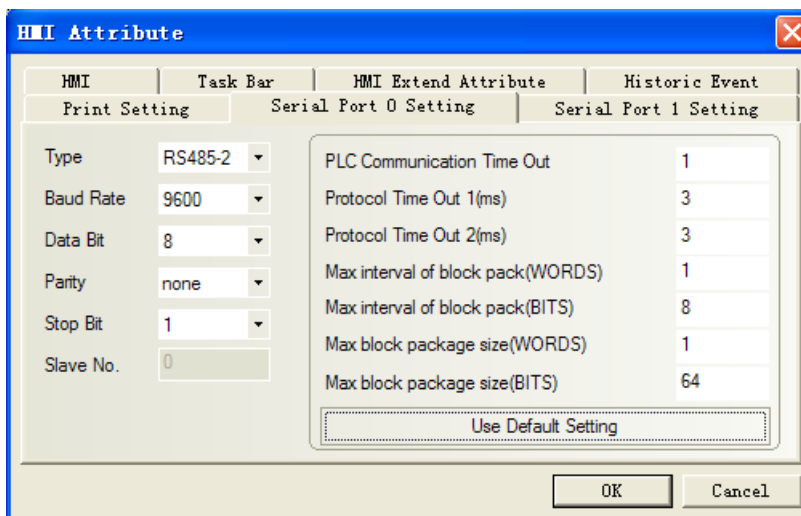 HMI Attribute
HMI
Task Bar
HMI Extend Attribute
Historic Event
Print Setting
Serial Port 0 Setting
Serial Port 1 Setting
Type RS485-2
Baud Rate 9600
Data Bit 8
Parity none
Stop Bit 1
Slave No. 0
PLC Communication Time Out 1
Protocol Time Out 1(ms) 3
Protocol Time Out 2(ms) 3
Max interval of block pack(WORDS) 1
Max interval of block pack(BITS) 8
Max block package size(WORDS) 1
Max block package size(BITS) 64
Use Default Setting
OK
Cancel